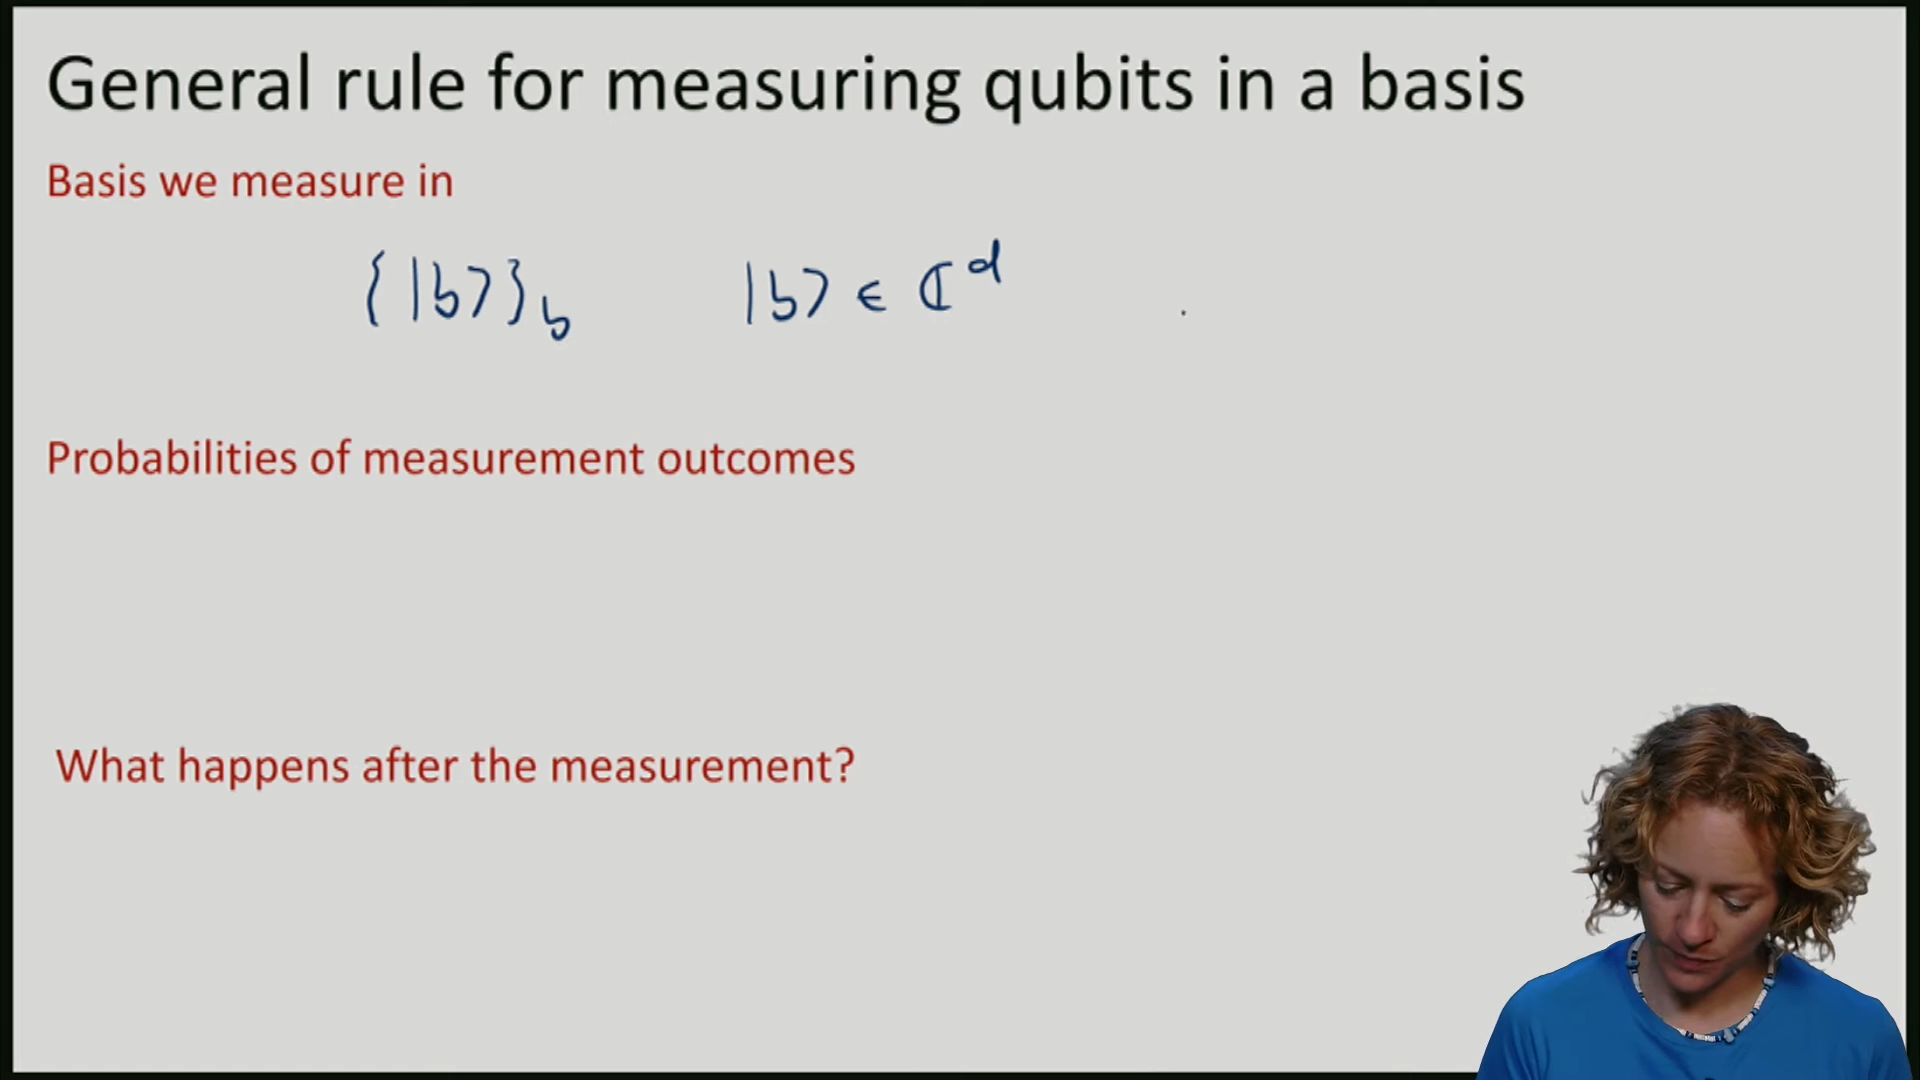 General rule for measuring qubits in a basis
Basis we measure in
{|b⟩}_b |b⟩ ∈ ℂ^d
Probabilities of measurement outcomes
What happens after the measurement?